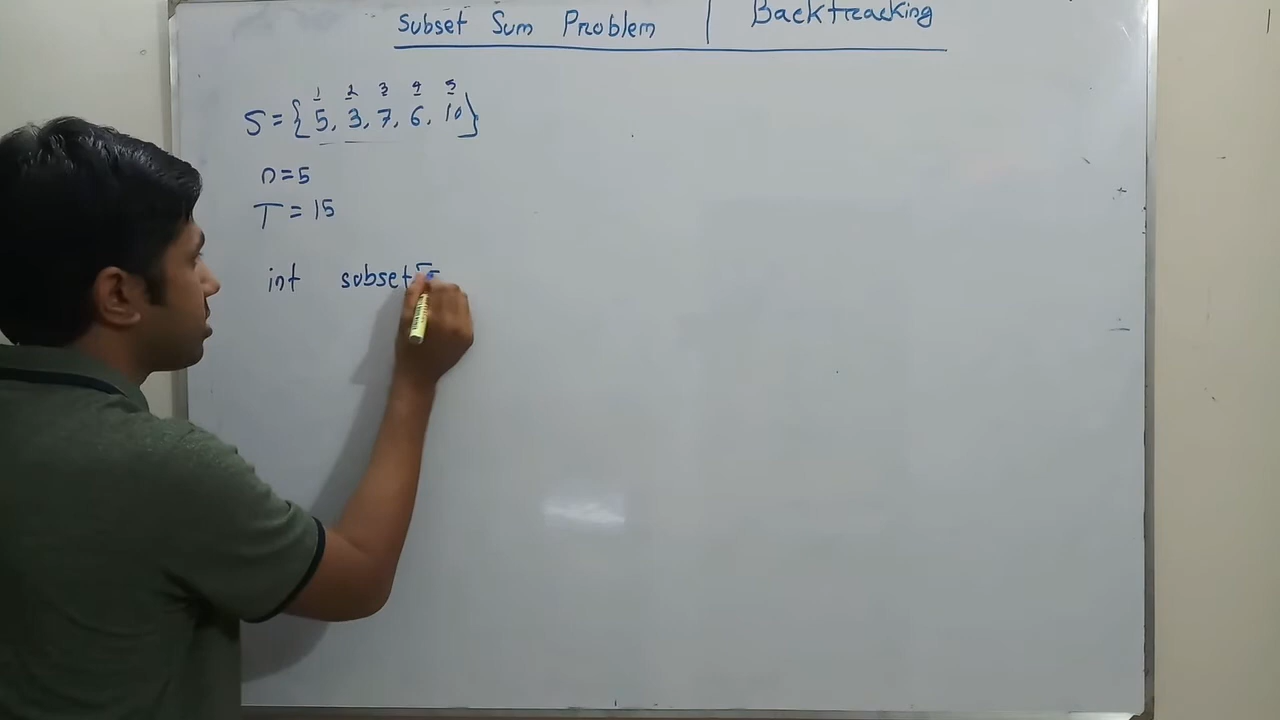 Subset Sum Problem | Backtracking
1 2 3 4 5
S = { 5, 3, 7, 6, 10 }
n = 5
T = 15
int subset[